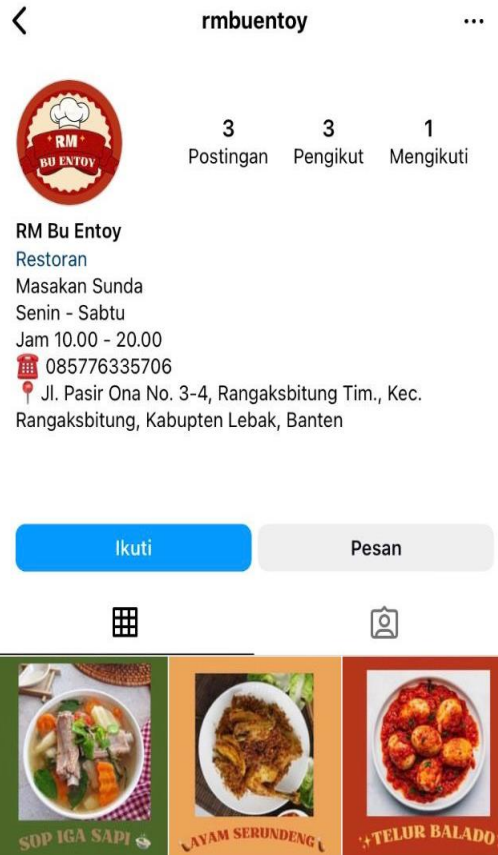 rmbuentoy
RM
BU ENTOY
3 3 1
Postingan Pengikut Mengikuti
RM Bu Entoy
Restoran
Masakan Sunda
Senin - Sabtu
Jam 10.00 - 20.00
☎️ 085776335706
📍 Jl. Pasir Ona No. 3-4, Rangaksbitung Tim., Kec.
Rangaksbitung, Kabupten Lebak, Banten
Ikuti Pesan
SOP IGA SAPI AYAM SERUNDENG TELUR BALADO